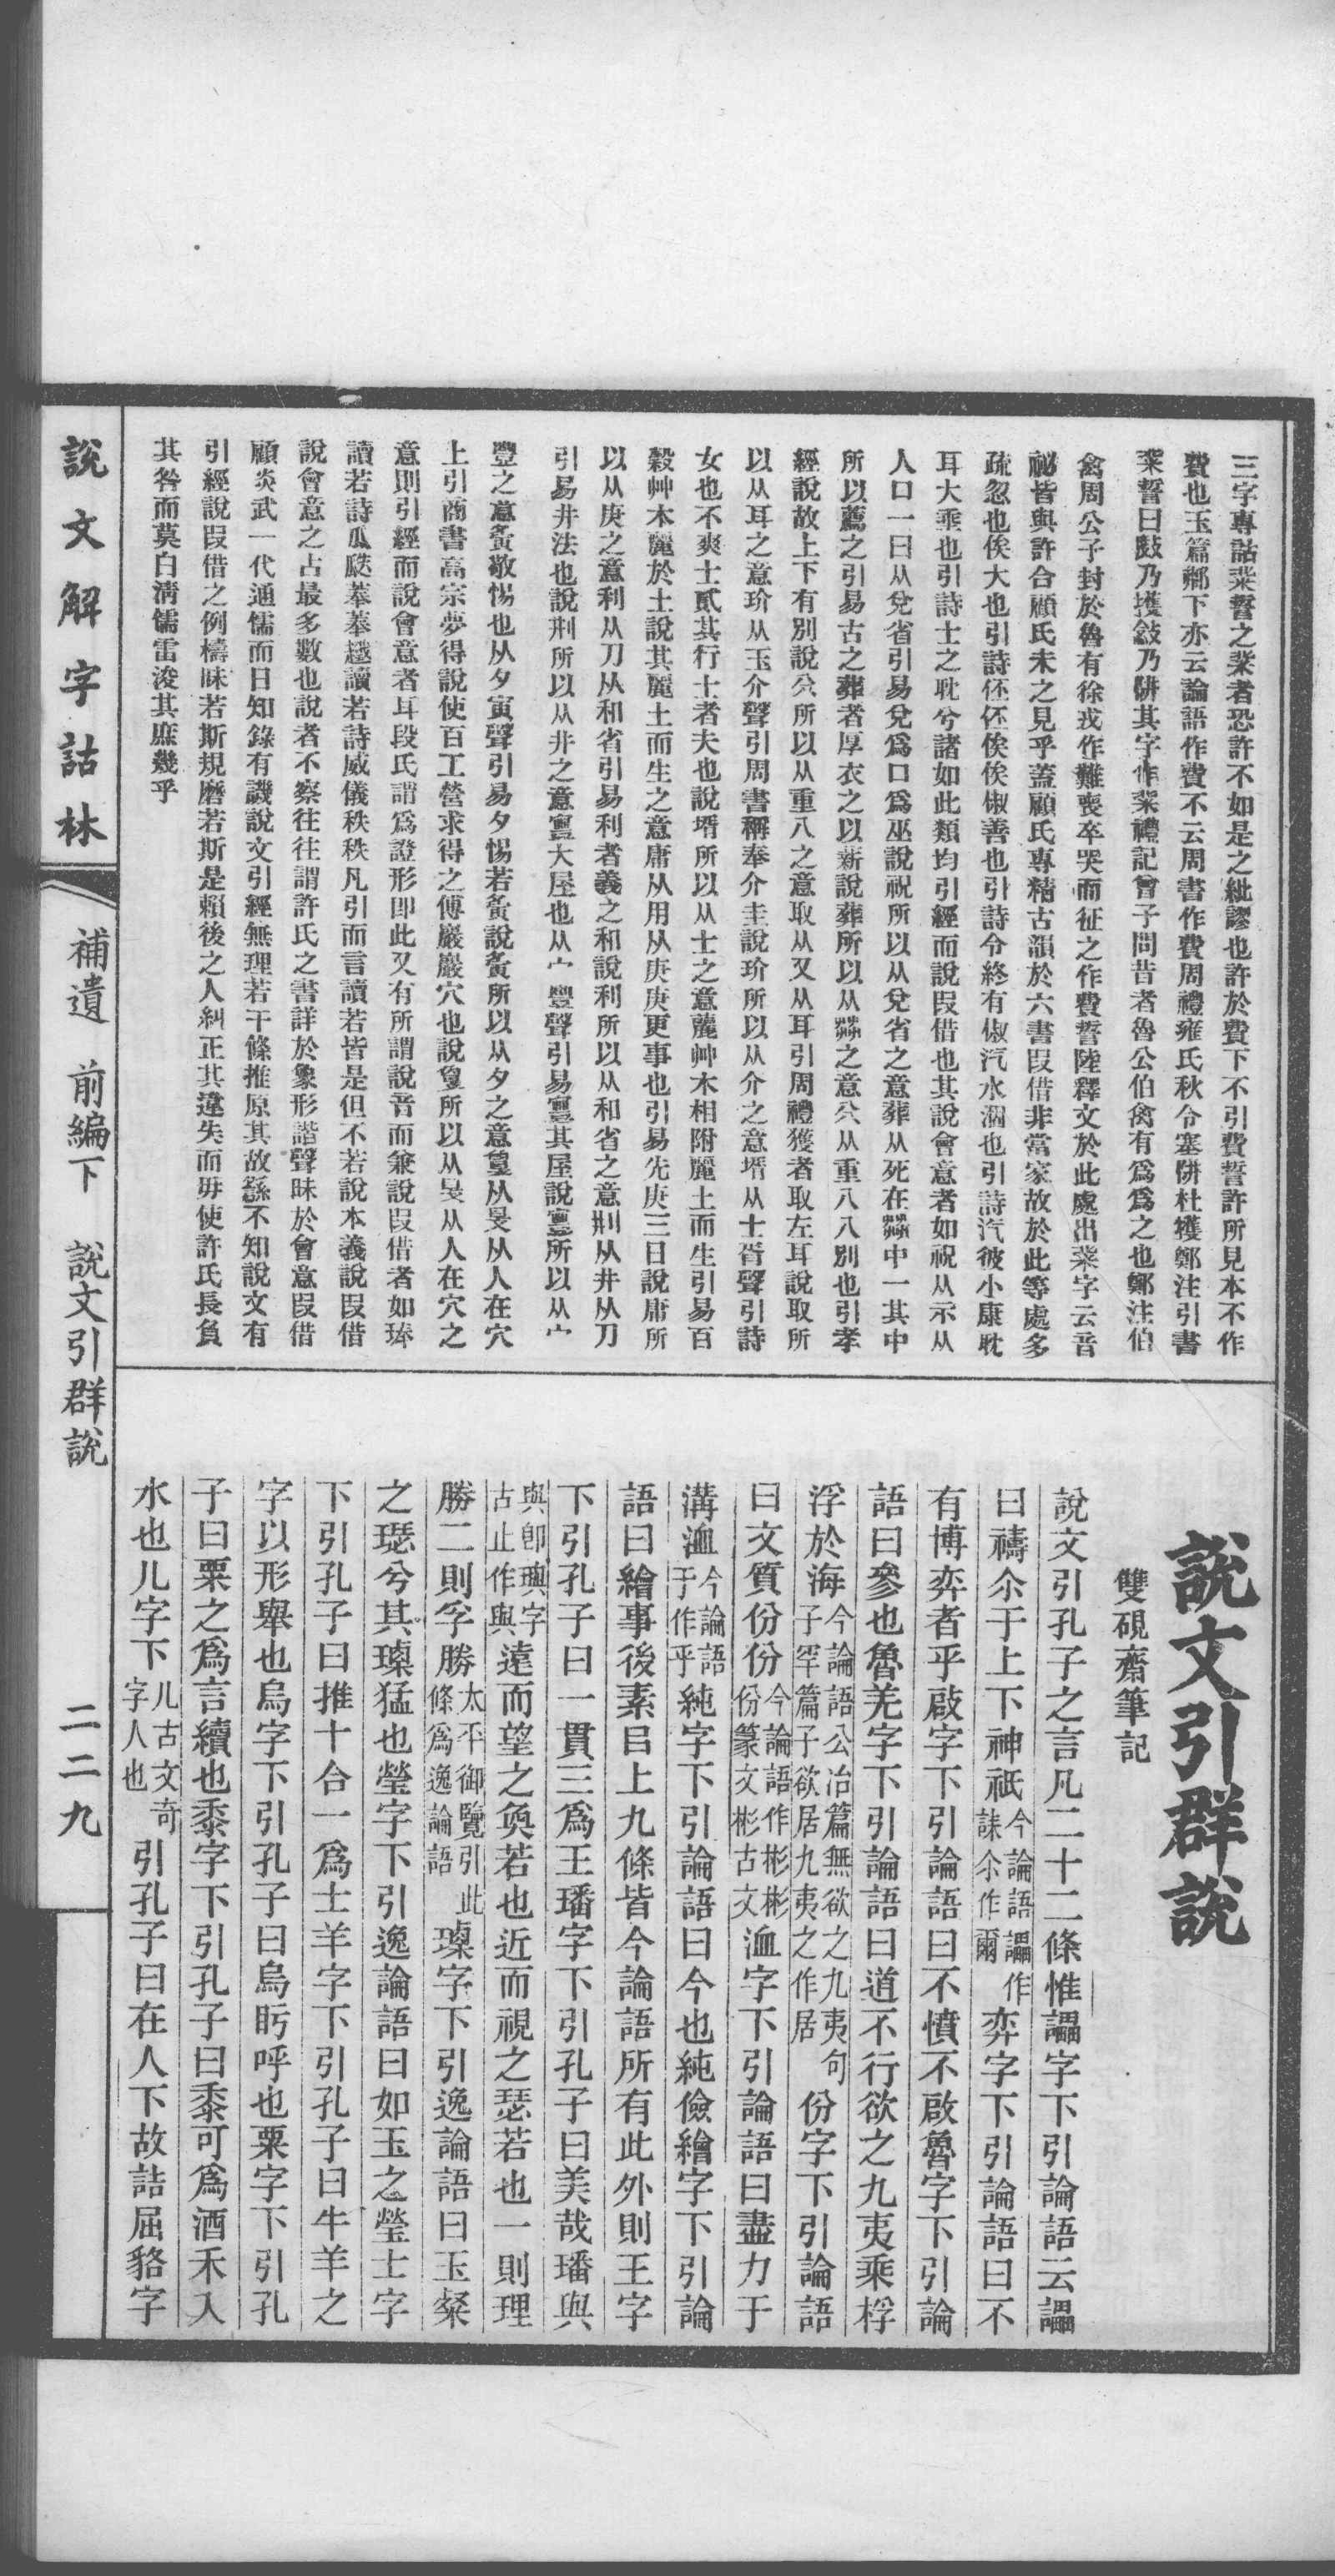 三字專詁粊誓之粊者恐許不如是之紕謬也許於費下不引費誓許所見本不作
費也玉篇鄪下亦云論語作費不云周書作費周禮雍氏秋令塞阱杜擭鄭注引書
粊誓曰敜乃擭敜乃阱其字作粊禮記曾子問昔者魯公伯禽有爲爲之也鄭注伯
禽周公子封於魯有徐戎作難喪卒哭而征之作費誓陸釋文於此處出粊字云音
祕皆與許合顧氏未之見乎蓋顧氏專精古韻於六書叚借非當家故於此等處多
疏忽也俟大也引詩伾伾俟俟俶善也引詩令終有俶汽水涸也引詩汽彼小康耽
耳大垂也引詩士之耽兮諸如此類均引經而說叚借也其說會意者如祝从示从
人口一曰从兌省引易兌爲口爲巫說祝所以从兌省之意葬从死在茻中一其中
所以薦之引易古之葬者厚衣之以薪說葬所以从茻之意㕣从重八八別也引孝
經說故上下有別說㕣所以从重八之意取从又从耳引周禮獲者取左耳說取所
以从耳之意玠从玉介聲引周書稱奉介圭說玠所以从介之意壻从士胥聲引詩
女也不爽士貳其行士者夫也說壻所以从士之意麗艸木相附麗土而生引易百
穀艸木麗於土說其麗土而生之意庸从用从庚庚更事也引易先庚三日說庸所
以从庚之意利从刀从和省引易利者義之和說利所以从和省之意荆从井从刀
引易井法也說荆所以从井之意寷大屋也从宀豐聲引易寷其屋說寷所以从宀
豐之意夤敬惕也从夕寅聲引易夕惕若夤說夤所以从夕之意敻从旻从人在穴
上引商書高宗夢得說使百工營求得之傅巖巖穴也說敻所以从旻从人在穴之
意則引經而說會意者耳段氏謂爲證形即此又有所謂說音而兼說叚借者如玤
讀若詩瓜瓞菶菶趩讀若詩威儀秩秩凡引而言讀若皆是但不若說本義說叚借
說會意之占最多數也說者不察往往謂許氏之書詳於象形諧聲昧於會意叚借
顧炎武一代通儒而日知錄有譏說文引經無理若干條推原其故繇不知說文有
引經說叚借之例檮昧若斯規磨若斯是賴後之人糾正其違失而毋使許氏長負
其咎而莫白淸儒雷浚其庶幾乎
說文引群說
雙硯齋筆記
說文引孔子之言凡二十二條惟讄字下引論語云讄
曰禱尒于上下神祇今論語讄作誄尒作爾弈字下引論語曰不
有博弈者乎啟字下引論語曰不憤不啟魯字下引論
語曰參也魯羌字下引論語曰道不行欲之九夷乘桴
浮於海今論語公冶篇無欲之九夷句子罕篇子欲居九夷之作居份字下引論語
曰文質份份今論語作彬彬份篆文彬古文洫字下引論語曰盡力于
溝洫今論語于作乎純字下引論語曰今也純儉繪字下引論
語曰繪事後素㠯上九條皆今論語所有此外則王字
下引孔子曰一貫三爲王璠字下引孔子曰美哉璠與
與卽璵字古止作與遠而望之奐若也近而視之瑟若也一則理
勝二則孚勝太平御覽引此條爲逸論語璪字下引逸論語曰玉粲
之瑟兮其璪猛也瑩字下引逸論語曰如玉之瑩士字
下引孔子曰推十合一爲士羊字下引孔子曰牛羊之
字以形舉也烏字下引孔子曰烏盱呼也粟字下引孔
子曰粟之爲言續也黍字下引孔子曰黍可爲酒禾入
水也儿字下儿古文奇字人也引孔子曰在人下故詰屈貉字
說文解字詁林
補遺 前編下 說文引群說
二二九